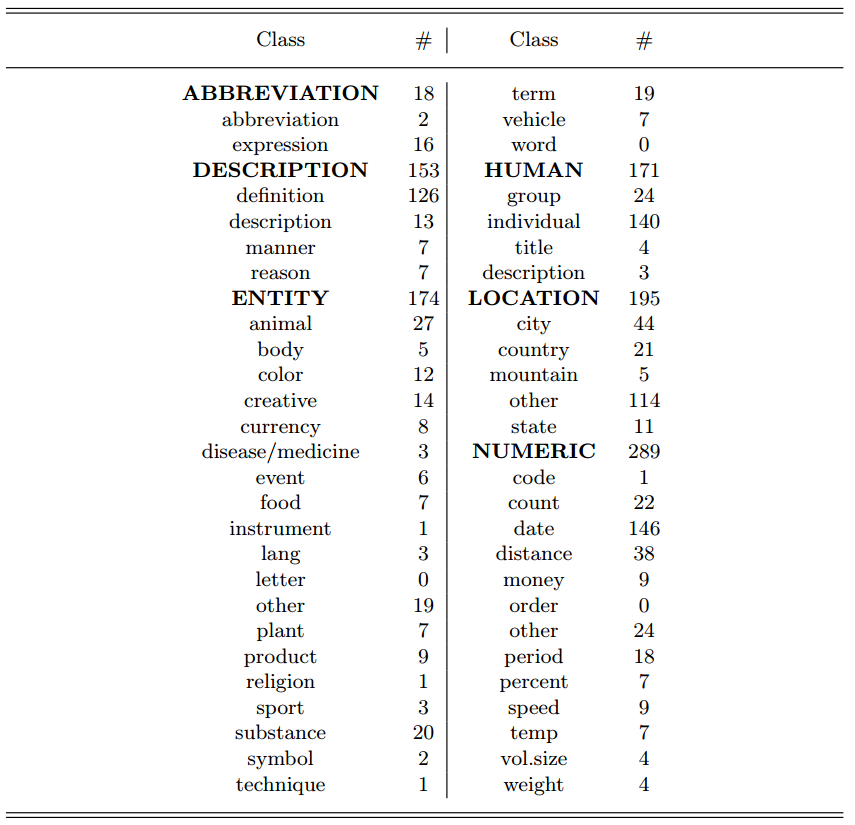 Class # Class #
ABBREVIATION 18 term 19
abbreviation 2 vehicle 7
expression 16 word 0
DESCRIPTION 153 HUMAN 171
definition 126 group 24
description 13 individual 140
manner 7 title 4
reason 7 description 3
ENTITY 174 LOCATION 195
animal 27 city 44
body 5 country 21
color 12 mountain 5
creative 14 other 114
currency 8 state 11
disease/medicine 3 NUMERIC 289
event 6 code 1
food 7 count 22
instrument 1 date 146
lang 3 distance 38
letter 0 money 9
other 19 order 0
plant 7 other 24
product 9 period 18
religion 1 percent 7
sport 3 speed 9
substance 20 temp 7
symbol 2 vol.size 4
technique 1 weight 4